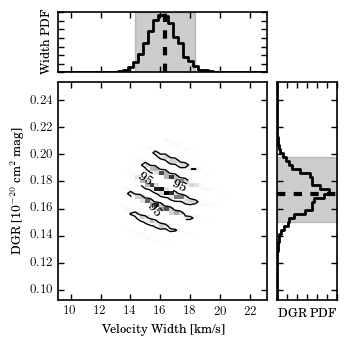 Width PDF
0.24
0.22
0.20
0.18
0.16
0.14
0.12
0.10
DGR [10⁻²⁰ cm² mag]
95
95
95
10 12 14 16 18 20 22
Velocity Width [km/s]
DGR PDF